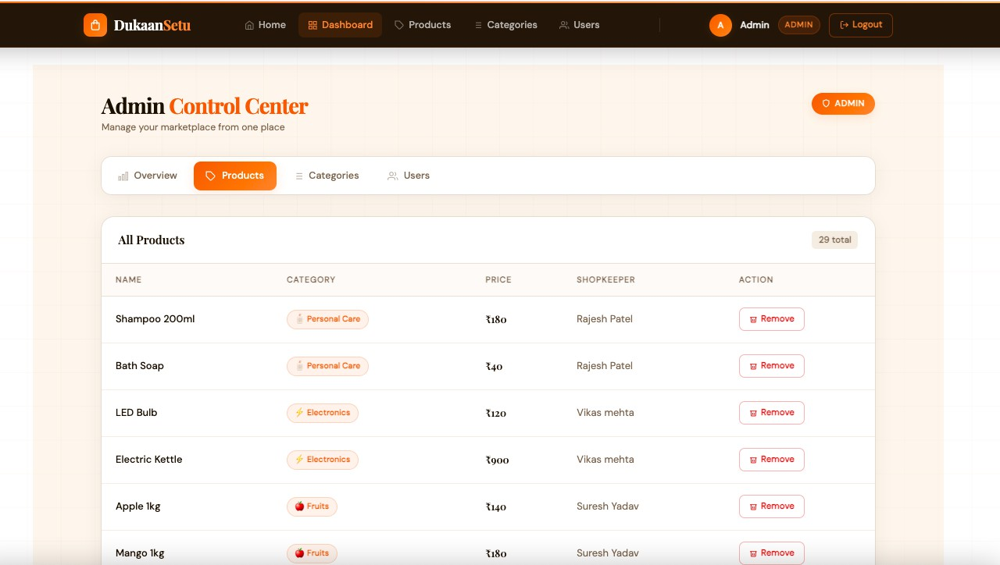 DukaanSetu Home Dashboard Products Categories Users A Admin ADMIN Logout
Admin Control Center
ADMIN
Manage your marketplace from one place
Overview Products Categories Users
All Products 29 total
NAME CATEGORY PRICE SHOPKEEPER ACTION
Shampoo 200ml Personal Care ₹180 Rajesh Patel Remove
Bath Soap Personal Care ₹40 Rajesh Patel Remove
LED Bulb Electronics ₹120 Vikas mehta Remove
Electric Kettle Electronics ₹900 Vikas mehta Remove
Apple 1kg Fruits ₹140 Suresh Yadav Remove
Mango 1kg Fruits ₹180 Suresh Yadav Remove